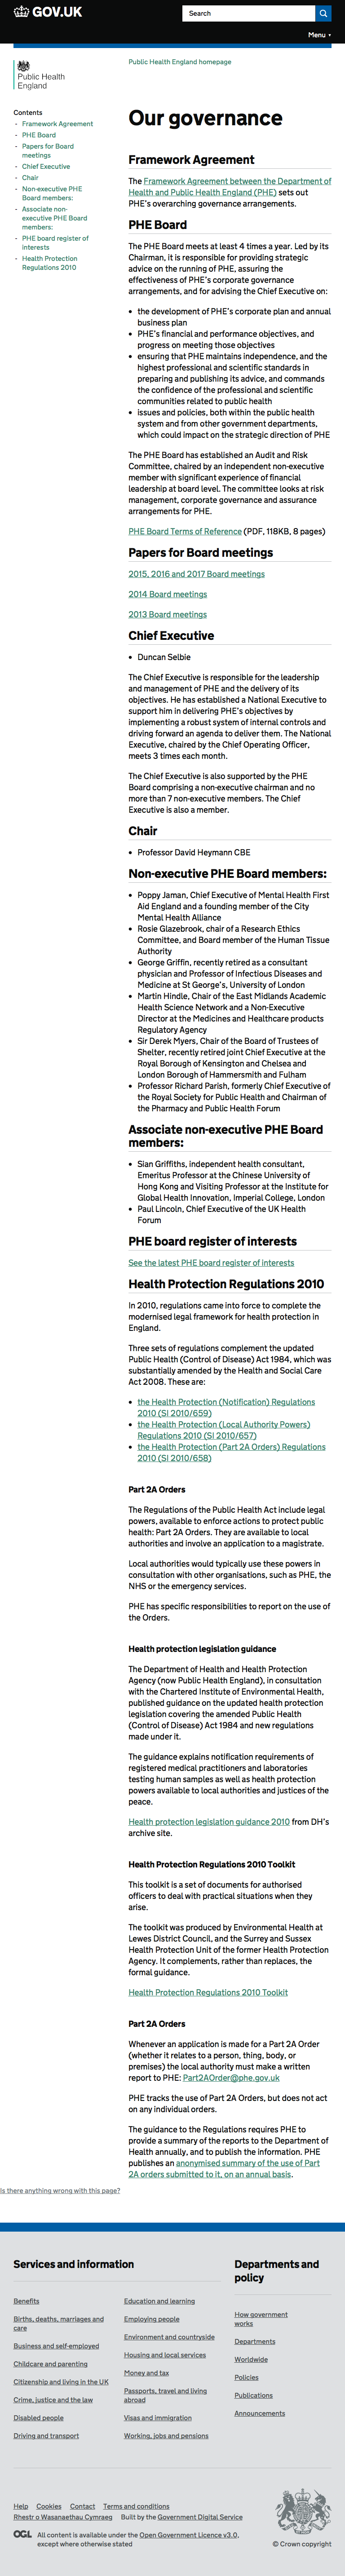 GOV.UK
Search
Menu
Public Health England
Public Health England homepage
Contents
Framework Agreement
PHE Board
Papers for Board
meetings
Chief Executive
Chair
Non-executive PHE
Board members:
Associate non-
executive PHE Board
members:
PHE board register of
interests
Health Protection
Regulations 2010
Our governance
Framework Agreement
The Framework Agreement between the Department of
Health and Public Health England (PHE) sets out
PHE's overarching governance arrangements.
PHE Board
The PHE Board meets at least 4 times a year. Led by its
Chairman, it is responsible for providing strategic
advice on the running of PHE, assuring the
effectiveness of PHE's corporate governance
arrangements, and for advising the Chief Executive on:
the development of PHE's corporate plan and annual
business plan
PHE's financial and performance objectives, and
progress on meeting those objectives
ensuring that PHE maintains independence, and the
highest professional and scientific standards in
preparing and publishing its advice, and commands
the confidence of the professional and scientific
communities related to public health
issues and policies, both within the public health
system and from other government departments,
which could impact on the strategic direction of PHE
The PHE Board has established an Audit and Risk
Committee, chaired by an independent non-executive
member with significant experience of financial
leadership at board level. The committee looks at risk
management, corporate governance and assurance
arrangements for PHE.
PHE Board Terms of Reference (PDF, 118KB, 8 pages)
Papers for Board meetings
2015, 2016 and 2017 Board meetings
2014 Board meetings
2013 Board meetings
Chief Executive
Duncan Selbie
The Chief Executive is responsible for the leadership
and management of PHE and the delivery of its
objectives. He has established a National Executive to
support him in delivering PHE's objectives by
implementing a robust system of internal controls and
driving forward an agenda to deliver them. The National
Executive, chaired by the Chief Operating Officer,
meets 3 times each month.
The Chief Executive is also supported by the PHE
Board comprising a non-executive chairman and no
more than 7 non-executive members. The Chief
Executive is also a member.
Chair
Professor David Heymann CBE
Non-executive PHE Board members:
Poppy Jaman, Chief Executive of Mental Health First
Aid England and a founding member of the City
Mental Health Alliance
Rosie Glazebrook, chair of a Research Ethics
Committee, and Board member of the Human Tissue
Authority
George Griffin, recently retired as a consultant
physician and Professor of Infectious Diseases and
Medicine at St George's, University of London
Martin Hindle, Chair of the East Midlands Academic
Health Science Network and a Non-Executive
Director at the Medicines and Healthcare products
Regulatory Agency
Sir Derek Myers, Chair of the Board of Trustees of
Shelter, recently retired joint Chief Executive at the
Royal Borough of Kensington and Chelsea and
London Borough of Hammersmith and Fulham
Professor Richard Parish, formerly Chief Executive of
the Royal Society for Public Health and Chairman of
the Pharmacy and Public Health Forum
Associate non-executive PHE Board
members:
Sian Griffiths, independent health consultant,
Emeritus Professor at the Chinese University of
Hong Kong and Visiting Professor at the Institute for
Global Health Innovation, Imperial College, London
Paul Lincoln, Chief Executive of the UK Health
Forum
PHE board register of interests
See the latest PHE board register of interests
Health Protection Regulations 2010
In 2010, regulations came into force to complete the
modernised legal framework for health protection in
England.
Three sets of regulations complement the updated
Public Health (Control of Disease) Act 1984, which was
substantially amended by the Health and Social Care
Act 2008. These are:
the Health Protection (Notification) Regulations
2010 (SI 2010/659)
the Health Protection (Local Authority Powers)
Regulations 2010 (SI 2010/657)
the Health Protection (Part 2A Orders) Regulations
2010 (SI 2010/658)
Part 2A Orders
The Regulations of the Public Health Act include legal
powers, available to enforce actions to protect public
health: Part 2A Orders. They are available to local
authorities and involve an application to a magistrate.
Local authorities would typically use these powers in
consultation with other organisations, such as PHE, the
NHS or the emergency services.
PHE has specific responsibilities to report on the use of
the Orders.
Health protection legislation guidance
The Department of Health and Health Protection
Agency (now Public Health England), in consultation
with the Chartered Institute of Environmental Health,
published guidance on the updated health protection
legislation covering the amended Public Health
(Control of Disease) Act 1984 and new regulations
made under it.
The guidance explains notification requirements of
registered medical practitioners and laboratories
testing human samples as well as health protection
powers available to local authorities and justices of the
peace.
Health protection legislation guidance 2010 from DH's
archive site.
Health Protection Regulations 2010 Toolkit
This toolkit is a set of documents for authorised
officers to deal with practical situations when they
arise.
The toolkit was produced by Environmental Health at
Lewes District Council, and the Surrey and Sussex
Health Protection Unit of the former Health Protection
Agency. It complements, rather than replaces, the
formal guidance.
Health Protection Regulations 2010 Toolkit
Part 2A Orders
Whenever an application is made for a Part 2A Order
(whether it relates to a person, thing, body, or
premises) the local authority must make a written
report to PHE: Part2AOrder@phe.gov.uk
PHE tracks the use of Part 2A Orders, but does not act
on any individual orders.
The guidance to the Regulations requires PHE to
provide a summary of the reports to the Department of
Health annually, and to publish the information. PHE
publishes an anonymised summary of the use of Part
2A orders submitted to it, on an annual basis.
Is there anything wrong with this page?
Services and information
Benefits
Births, deaths, marriages and
care
Business and self-employed
Childcare and parenting
Citizenship and living in the UK
Crime, justice and the law
Disabled people
Driving and transport
Education and learning
Employing people
Environment and countryside
Housing and local services
Money and tax
Passports, travel and living
abroad
Visas and immigration
Working, jobs and pensions
Departments and
policy
How government
works
Departments
Worldwide
Policies
Publications
Announcements
Help Cookies Contact Terms and conditions
Rhestr o Wasanaethau Cymraeg Built by the Government Digital Service
OGL All content is available under the Open Government Licence v3.0,
except where otherwise stated
© Crown copyright